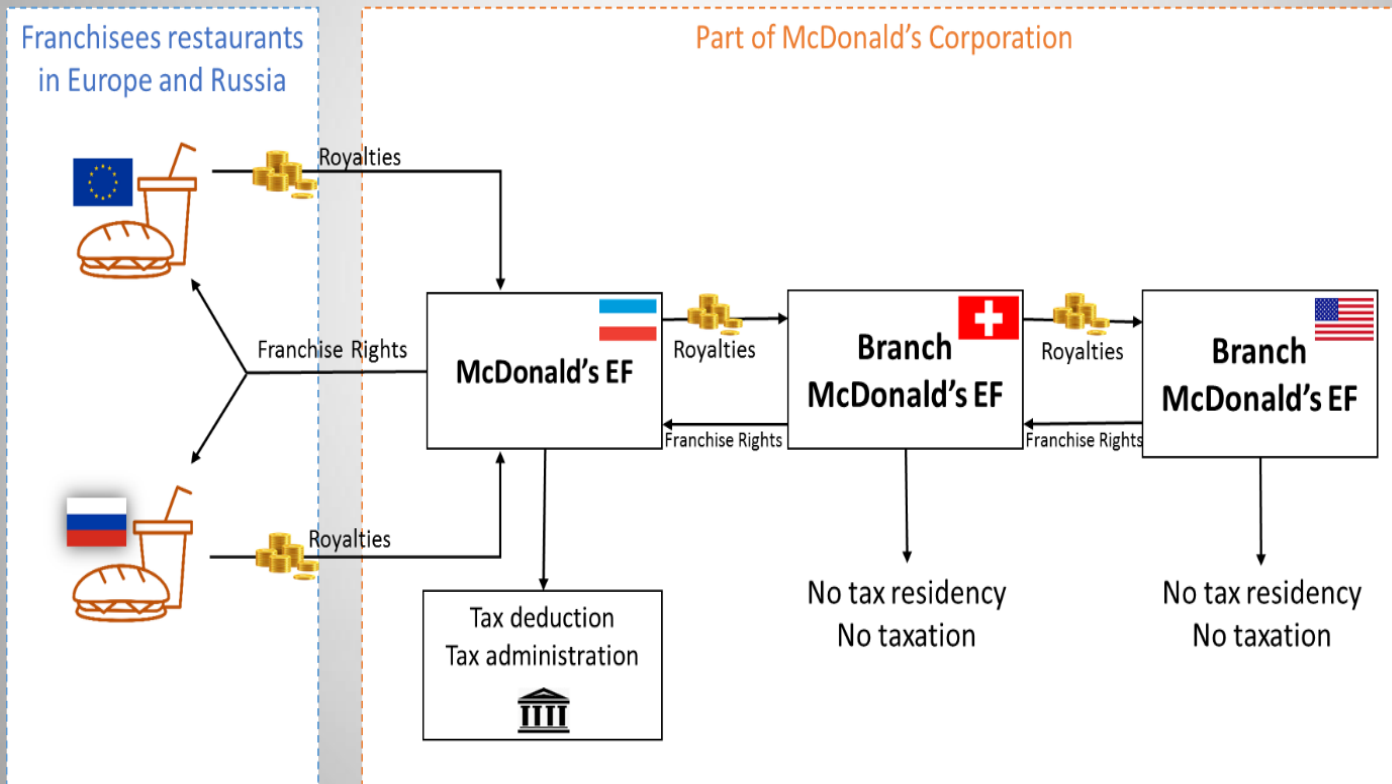 Franchisees restaurants
in Europe and Russia
Part of McDonald's Corporation
Royalties
Franchise Rights
McDonald's EF
Royalties
Franchise Rights
Branch
McDonald's EF
Royalties
Franchise Rights
Branch
McDonald's EF
Royalties
Tax deduction
Tax administration
No tax residency
No taxation
No tax residency
No taxation